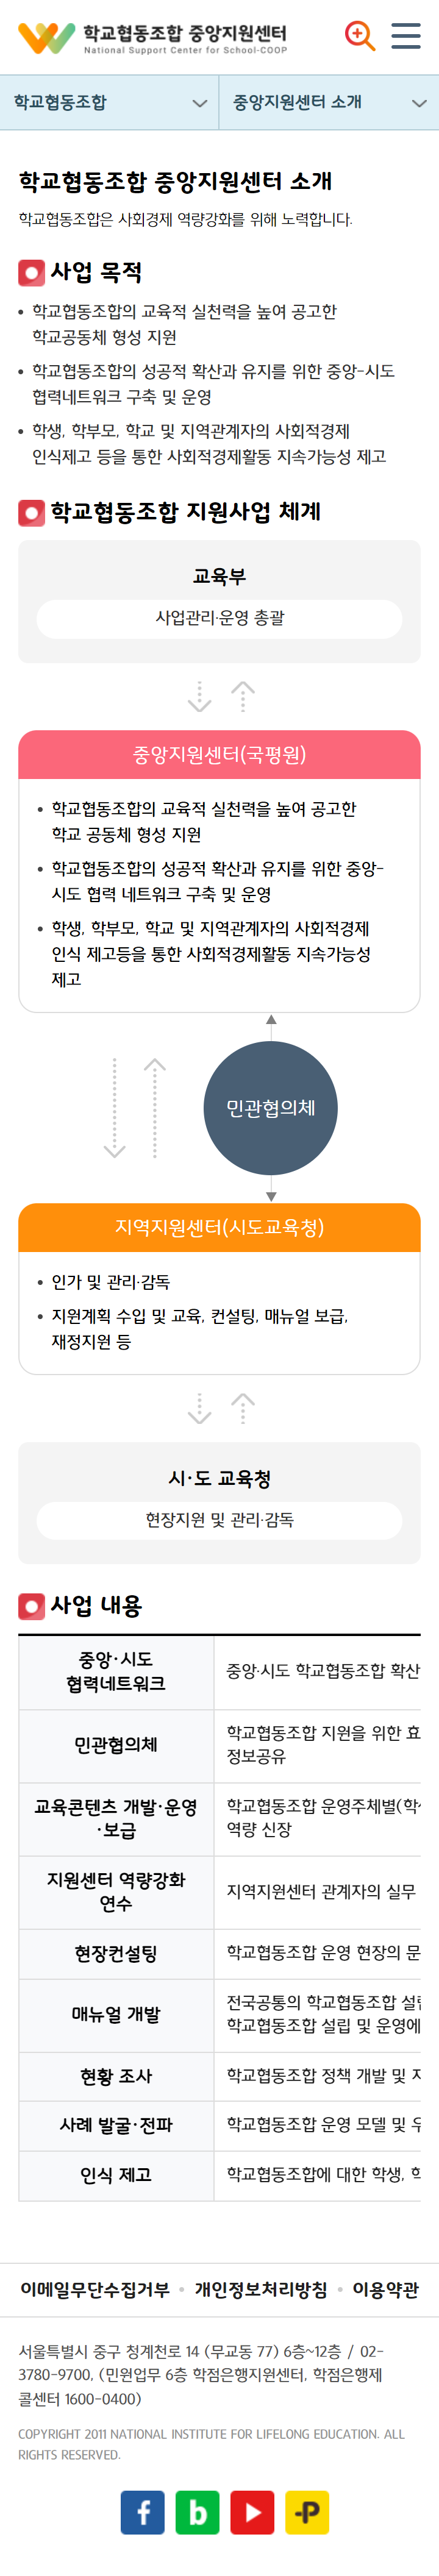 학교협동조합 중앙지원센터
National Support Center for School-COOP
학교협동조합
중앙지원센터 소개
학교협동조합 중앙지원센터 소개
학교협동조합은 사회경제 역량강화를 위해 노력합니다.
사업 목적
• 학교협동조합의 교육적 실천력을 높여 공고한
학교공동체 형성 지원
• 학교협동조합의 성공적 확산과 유지를 위한 중앙-시도
협력네트워크 구축 및 운영
• 학생, 학부모, 학교 및 지역관계자의 사회적경제
인식제고 등을 통한 사회적경제활동 지속가능성 제고
학교협동조합 지원사업 체계
교육부
사업관리·운영 총괄
중앙지원센터(국평원)
• 학교협동조합의 교육적 실천력을 높여 공고한
학교 공동체 형성 지원
• 학교협동조합의 성공적 확산과 유지를 위한 중앙-
시도 협력 네트워크 구축 및 운영
• 학생, 학부모, 학교 및 지역관계자의 사회적경제
인식 제고등을 통한 사회적경제활동 지속가능성
제고
민관협의체
지역지원센터(시도교육청)
• 인가 및 관리·감독
• 지원계획 수입 및 교육, 컨설팅, 매뉴얼 보급,
재정지원 등
시·도 교육청
현장지원 및 관리·감독
사업 내용
중앙·시도
협력네트워크
중앙·시도 학교협동조합 확산
민관협의체
학교협동조합 지원을 위한 효
정보공유
교육콘텐츠 개발·운영
·보급
학교협동조합 운영주체별(학
역량 신장
지원센터 역량강화
연수
지역지원센터 관계자의 실무
현장컨설팅
학교협동조합 운영 현장의 문
매뉴얼 개발
전국공통의 학교협동조합 설
학교협동조합 설립 및 운영에
현황 조사
학교협동조합 정책 개발 및
사례 발굴·전파
학교협동조합 운영 모델 및
인식 제고
학교협동조합에 대한 학생,
이메일무단수집거부 • 개인정보처리방침 • 이용약관
서울특별시 중구 청계천로 14 (무교동 77) 6층~12층 / 02-
3780-9700, (민원업무 6층 학점은행지원센터, 학점은행제
콜센터 1600-0400)
COPYRIGHT 2011 NATIONAL INSTITUTE FOR LIFELONG EDUCATION. ALL
RIGHTS RESERVED.